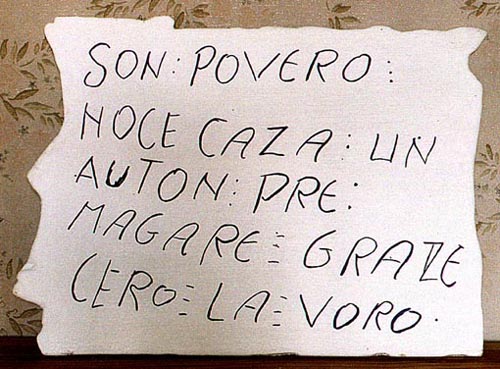 SON: POVERO:
NOCE CAZA: UN
AUTON: PRE:
MAGARE: GRAZE
CERO: LA: VORO.